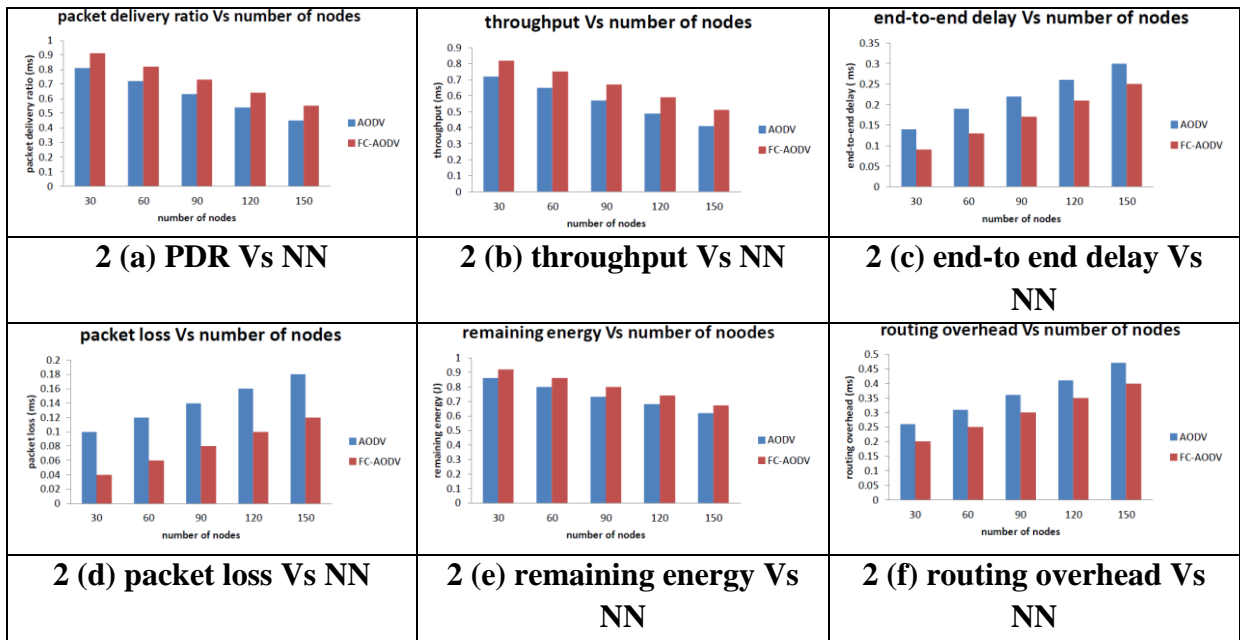 packet delivery ratio Vs number of nodes
packet delivery ratio (ms)
1
0.9
0.8
0.7
0.6
0.5
0.4
0.3
0.2
0.1
0
30 60 90 120 150
number of nodes
AODV
FC-AODV
2 (a) PDR Vs NN
throughput Vs number of nodes
throughput (ms)
0.9
0.8
0.7
0.6
0.5
0.4
0.3
0.2
0.1
0
30 60 90 120 150
number of nodes
AODV
FC-AODV
2 (b) throughput Vs NN
end-to-end delay Vs number of nodes
end-to-end delay ( ms)
0.35
0.3
0.25
0.2
0.15
0.1
0.05
0
30 60 90 120 150
number of nodes
AODV
FC-AODV
2 (c) end-to end delay Vs
NN
packet loss Vs number of nodes
packet loss (ms)
0.2
0.18
0.16
0.14
0.12
0.1
0.08
0.06
0.04
0.02
0
30 60 90 120 150
number of nodes
AODV
FC-AODV
2 (d) packet loss Vs NN
remaining energy Vs number of noodes
remaining energy (J)
1
0.9
0.8
0.7
0.6
0.5
0.4
0.3
0.2
0.1
0
30 60 90 120 150
number of nodes
AODV
FC-AODV
2 (e) remaining energy Vs
NN
routing overhead Vs number of nodes
routing overhead (ms)
0.5
0.45
0.4
0.35
0.3
0.25
0.2
0.15
0.1
0.05
0
30 60 90 120 150
number of nodes
AODV
FC-AODV
2 (f) routing overhead Vs
NN